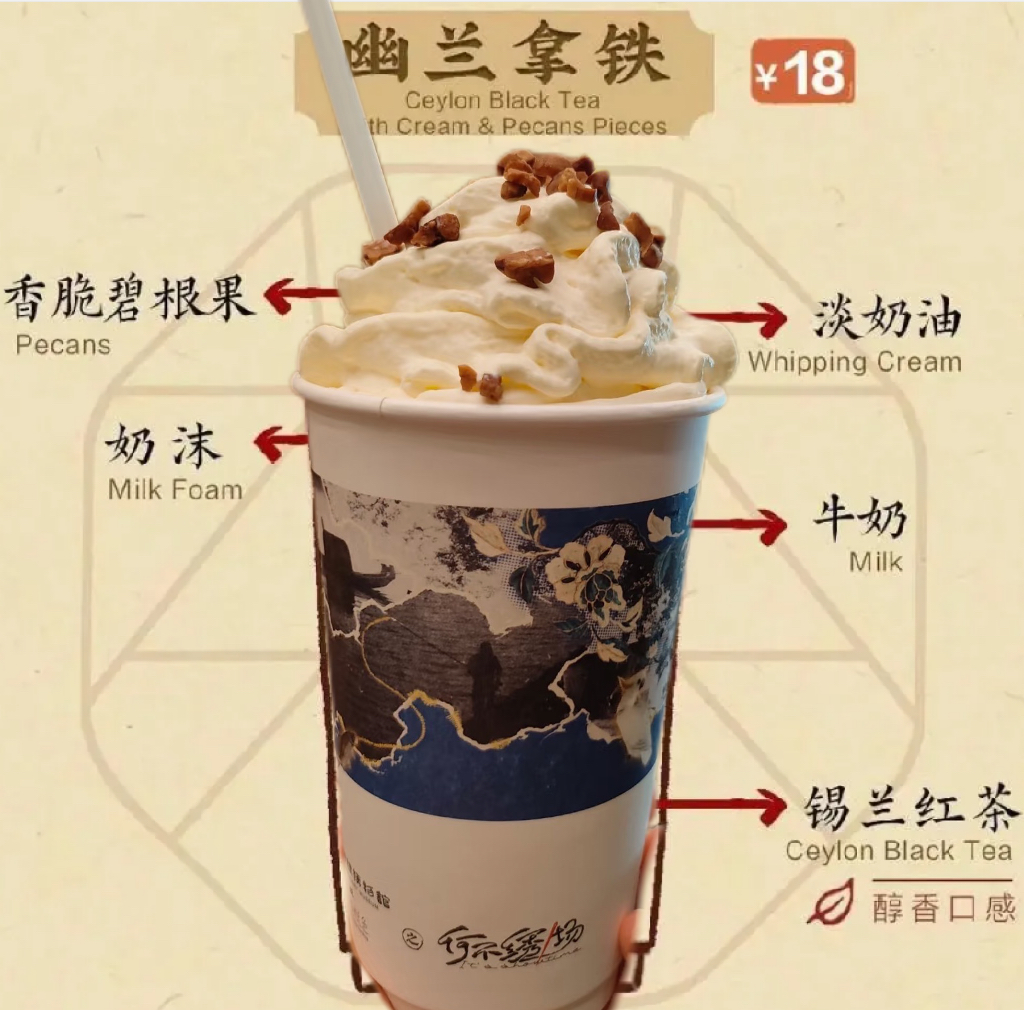 幽兰拿铁
Ceylon Black Tea
th Cream & Pecans Pieces
¥18
香脆碧根果
Pecans
淡奶油
Whipping Cream
奶沫
Milk Foam
牛奶
Milk
锡兰红茶
Ceylon Black Tea
醇香口感
之